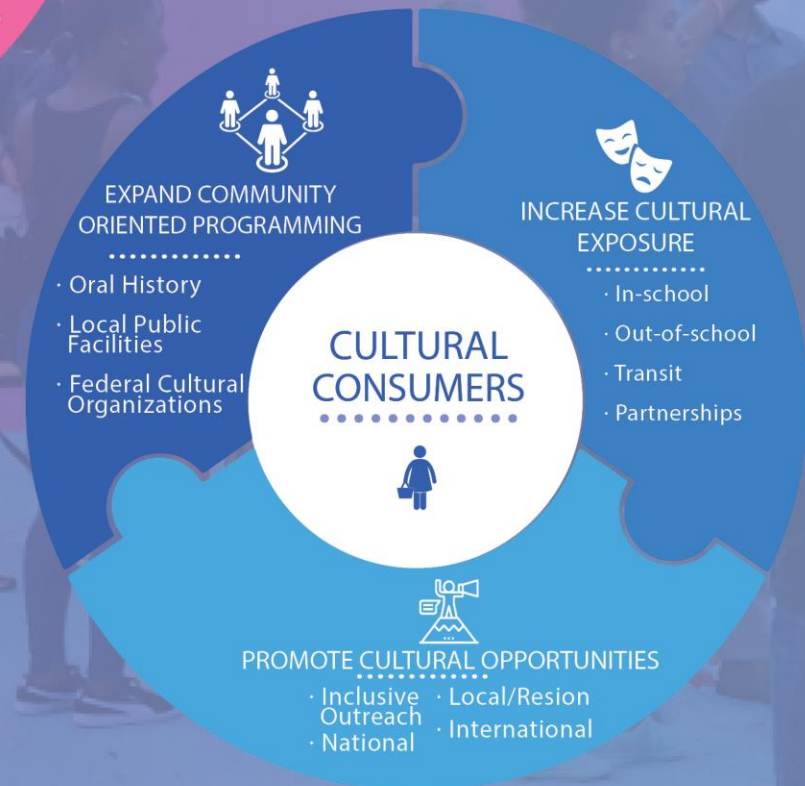 EXPAND COMMUNITY
ORIENTED PROGRAMMING
· Oral History
· Local Public
Facilities
· Federal Cultural
Organizations
INCREASE CULTURAL
EXPOSURE
· In-school
· Out-of-school
· Transit
· Partnerships
CULTURAL
CONSUMERS
PROMOTE CULTURAL OPPORTUNITIES
· Inclusive
Outreach
· National
· Local/Resion
· International